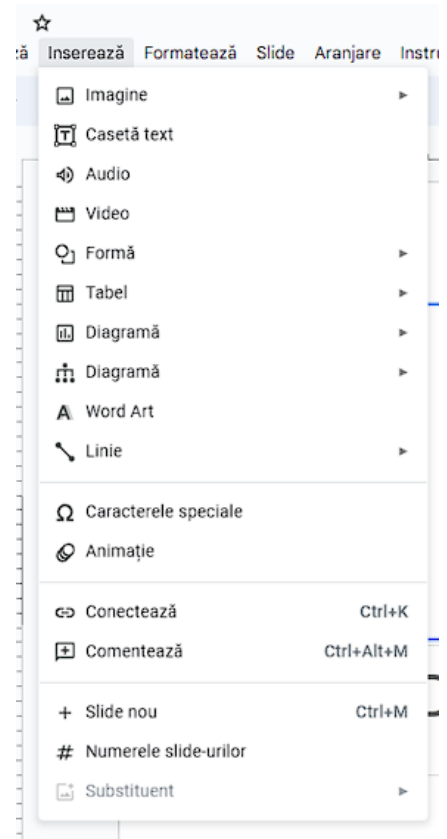 ză Inserează Formatează Slide Aranjare Instru
Imagine
Casetă text
Audio
Video
Formă
Tabel
Diagramă
Diagramă
Word Art
Linie
Caracterele speciale
Animație
Conectează Ctrl+K
Comentează Ctrl+Alt+M
Slide nou Ctrl+M
Numerele slide-urilor
Substituent